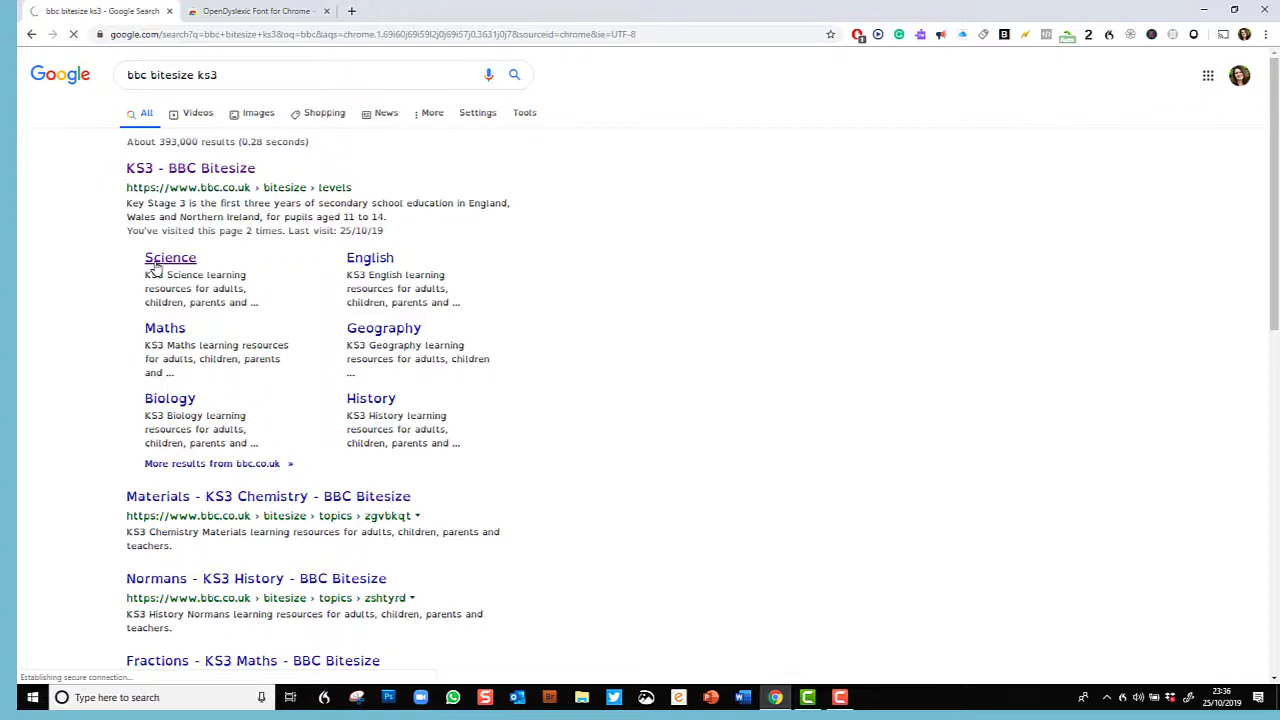 bbc bitesize ks3 - Google Search
OpenDyslexic Font for Chrome -
google.com/search?q=bbc+bitesize+ks3&oq=bbc&aqs=chrome.1.69i60j69i59l2j0j69i57j0.3631j0j7&sourceid=chrome&ie=UTF-8
Google
bbc bitesize ks3
All Videos Images Shopping News More Settings Tools
About 393,000 results (0.28 seconds)
KS3 - BBC Bitesize
https://www.bbc.co.uk › bitesize › levels
Key Stage 3 is the first three years of secondary school education in England,
Wales and Northern Ireland, for pupils aged 11 to 14.
You've visited this page 2 times. Last visit: 25/10/19
Science
KS3 Science learning
resources for adults,
children, parents and ...
English
KS3 English learning
resources for adults,
children, parents and ...
Maths
KS3 Maths learning resources
for adults, children, parents
and ...
Geography
KS3 Geography learning
resources for adults, children
...
Biology
KS3 Biology learning
resources for adults,
children, parents and ...
History
KS3 History learning
resources for adults,
children, parents and ...
More results from bbc.co.uk »
Materials - KS3 Chemistry - BBC Bitesize
https://www.bbc.co.uk › bitesize › topics › zgvbkqt
KS3 Chemistry Materials learning resources for adults, children, parents and
teachers.
Normans - KS3 History - BBC Bitesize
https://www.bbc.co.uk › bitesize › topics › zshtyrd
KS3 History Normans learning resources for adults, children, parents and
teachers.
Fractions - KS3 Maths - BBC Bitesize
Establishing secure connection...
Type here to search
23:36
25/10/2019